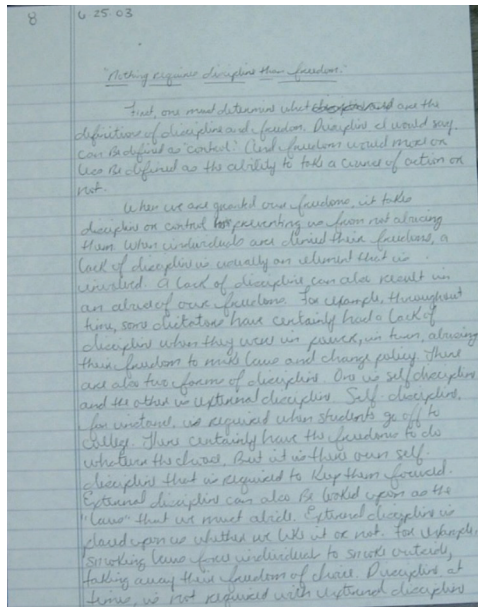 8
6 25 03
"Nothing requires discipline than freedom."
First, one must determine what are the
definitions of discipline and freedom. Discipline I would say
can Be defined as "control." And freedom would more or
less Be defined as the ability to take a course of action or
not.
When we are granted our freedoms, it takes
discipline or control preventing us from not abusing
them. When individuals are denied their freedoms, a
lack of discipline is usually an element that is
involved. A lack of discipline can also result in
an abuse of ones freedoms. For example, throughout
time, some dictators have certainly had a lack of
discipline when they were in power, in turn, abusing
their freedom to make laws and change policy. There
are also two forms of discipline. One is self discipline
and the other is external discipline. Self-discipline,
for instance, is required when students go off to
college. There certainly have the freedoms to do
whatever the choose. But it is there own self
discipline that is required to Keep them focused.
External discipline can also Be looked upon as the
"laws" that we must abide. External discipline is
placed upon us whether we like it or not. For example,
smoking laws force individual to smoke outside,
taking away their freedom of choice. Discipline, at
times, is not required with external discipline